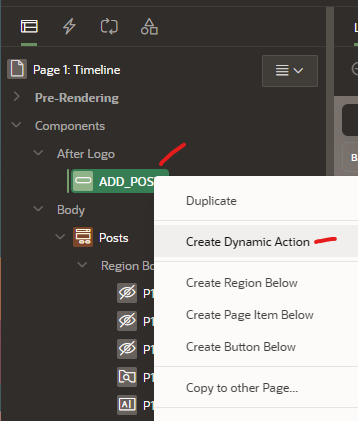 Page 1: Timeline
Pre-Rendering
Components
After Logo
ADD_POS
Body
Posts
Region Bo
P1
P1
P1
P1
P1
Duplicate
Create Dynamic Action
Create Region Below
Create Page Item Below
Create Button Below
Copy to other Page...